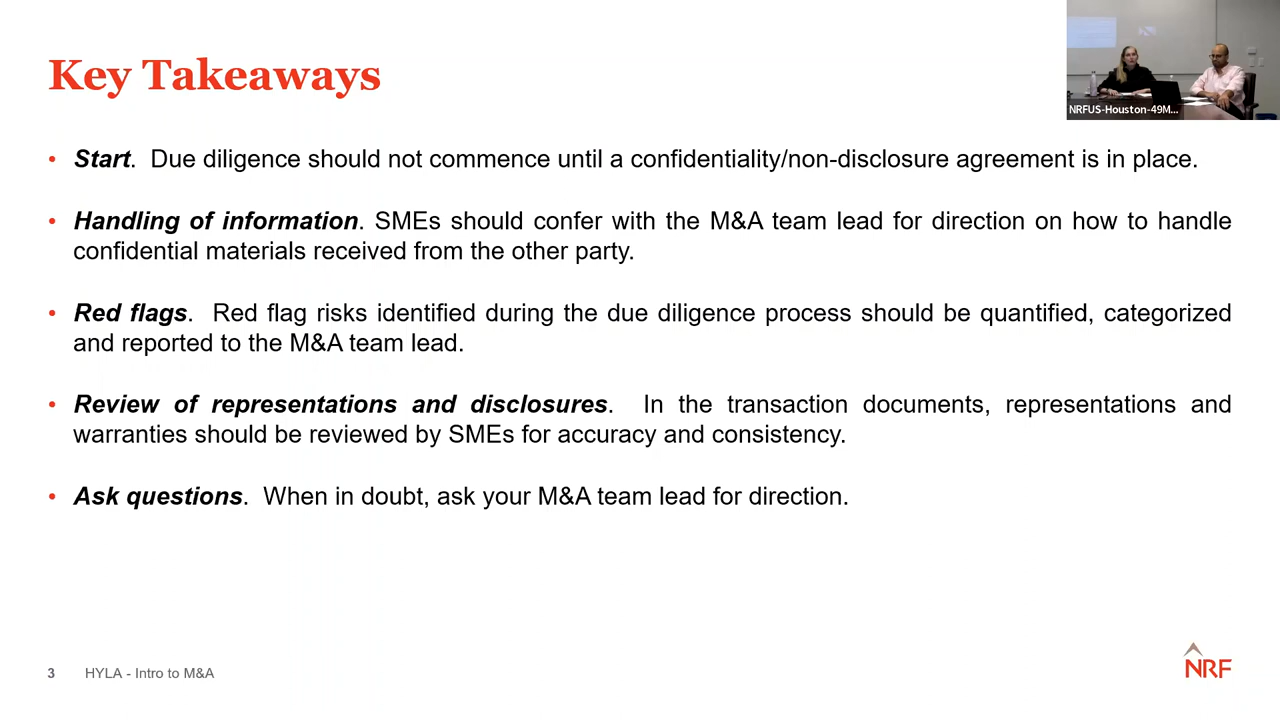 Key Takeaways
NRFUS-Houston-49M...
• Start. Due diligence should not commence until a confidentiality/non-disclosure agreement is in place.
• Handling of information. SMEs should confer with the M&A team lead for direction on how to handle
confidential materials received from the other party.
• Red flags. Red flag risks identified during the due diligence process should be quantified, categorized
and reported to the M&A team lead.
• Review of representations and disclosures. In the transaction documents, representations and
warranties should be reviewed by SMEs for accuracy and consistency.
• Ask questions. When in doubt, ask your M&A team lead for direction.
3 HYLA - Intro to M&A
NRF